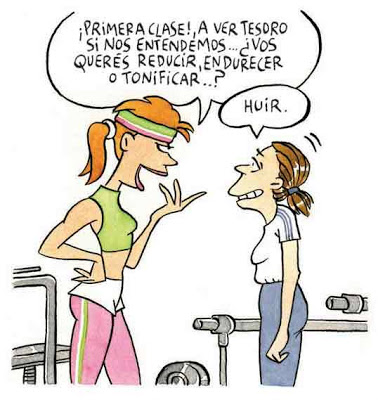 ¡PRIMERA CLASE!, A VER TESORO
SI NOS ENTENDEMOS... ¿VOS
QUERÉS REDUCIR, ENDURECER
O TONIFICAR..?
HUIR.